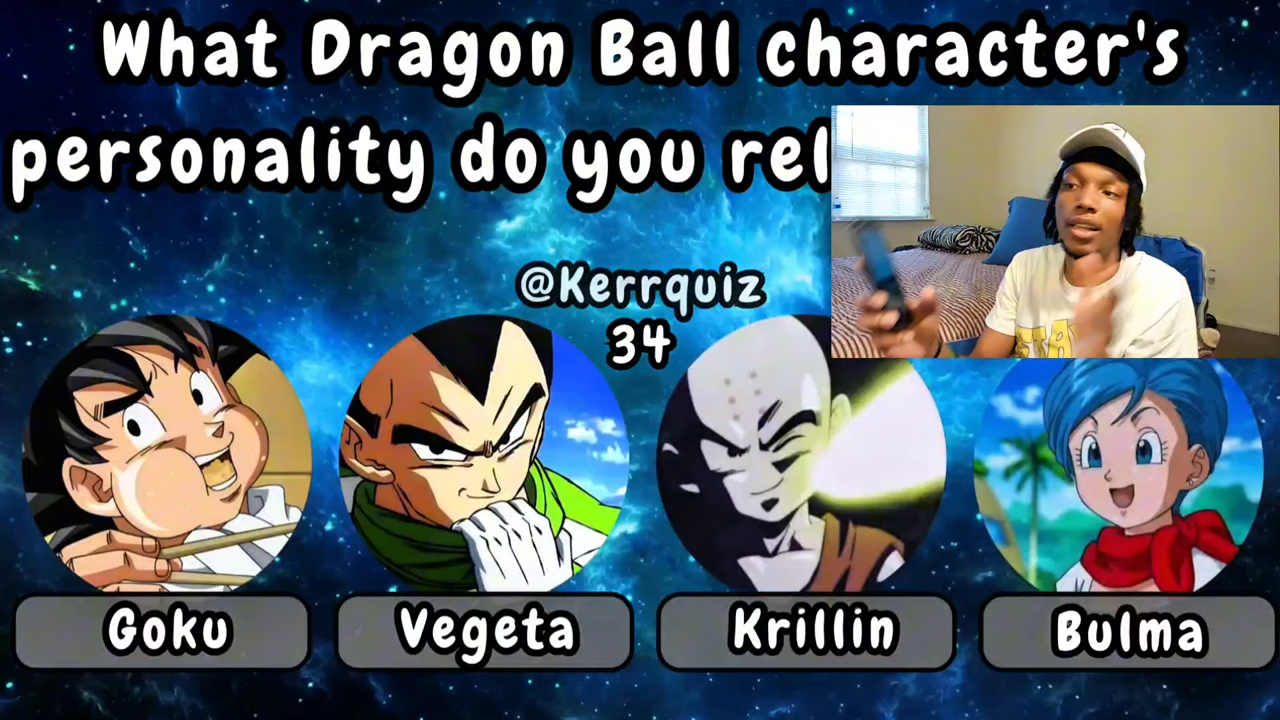 What Dragon Ball character's
personality do you rel
@Kerrquiz
34
Goku
Vegeta
Krillin
Bulma